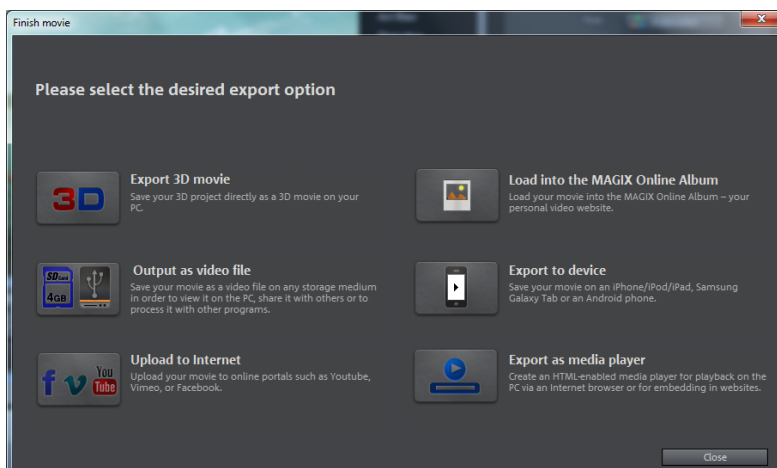 Finish movie
Please select the desired export option
3D
Export 3D movie
Save your 3D project directly as a 3D movie on your
PC.
Load into the MAGIX Online Album
Load your movie into the MAGIX Online Album – your
personal video website.
SD Card
4GB
Output as video file
Save your movie as a video file on any storage medium
in order to view it on the PC, share it with others or to
process it with other programs.
Export to device
Save your movie on an iPhone/iPod/iPad, Samsung
Galaxy Tab or an Android phone.
f v You Tube
Upload to Internet
Upload your movie to online portals such as Youtube,
Vimeo, or Facebook.
Export as media player
Create an HTML-enabled media player for playback on the
PC via an Internet browser or for embedding in websites.
Close